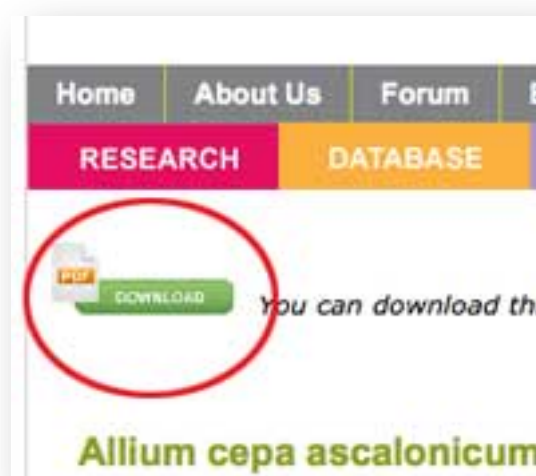 Home About Us Forum
RESEARCH DATABASE
PDF
DOWNLOAD
You can download th
Allium cepa ascalonicum